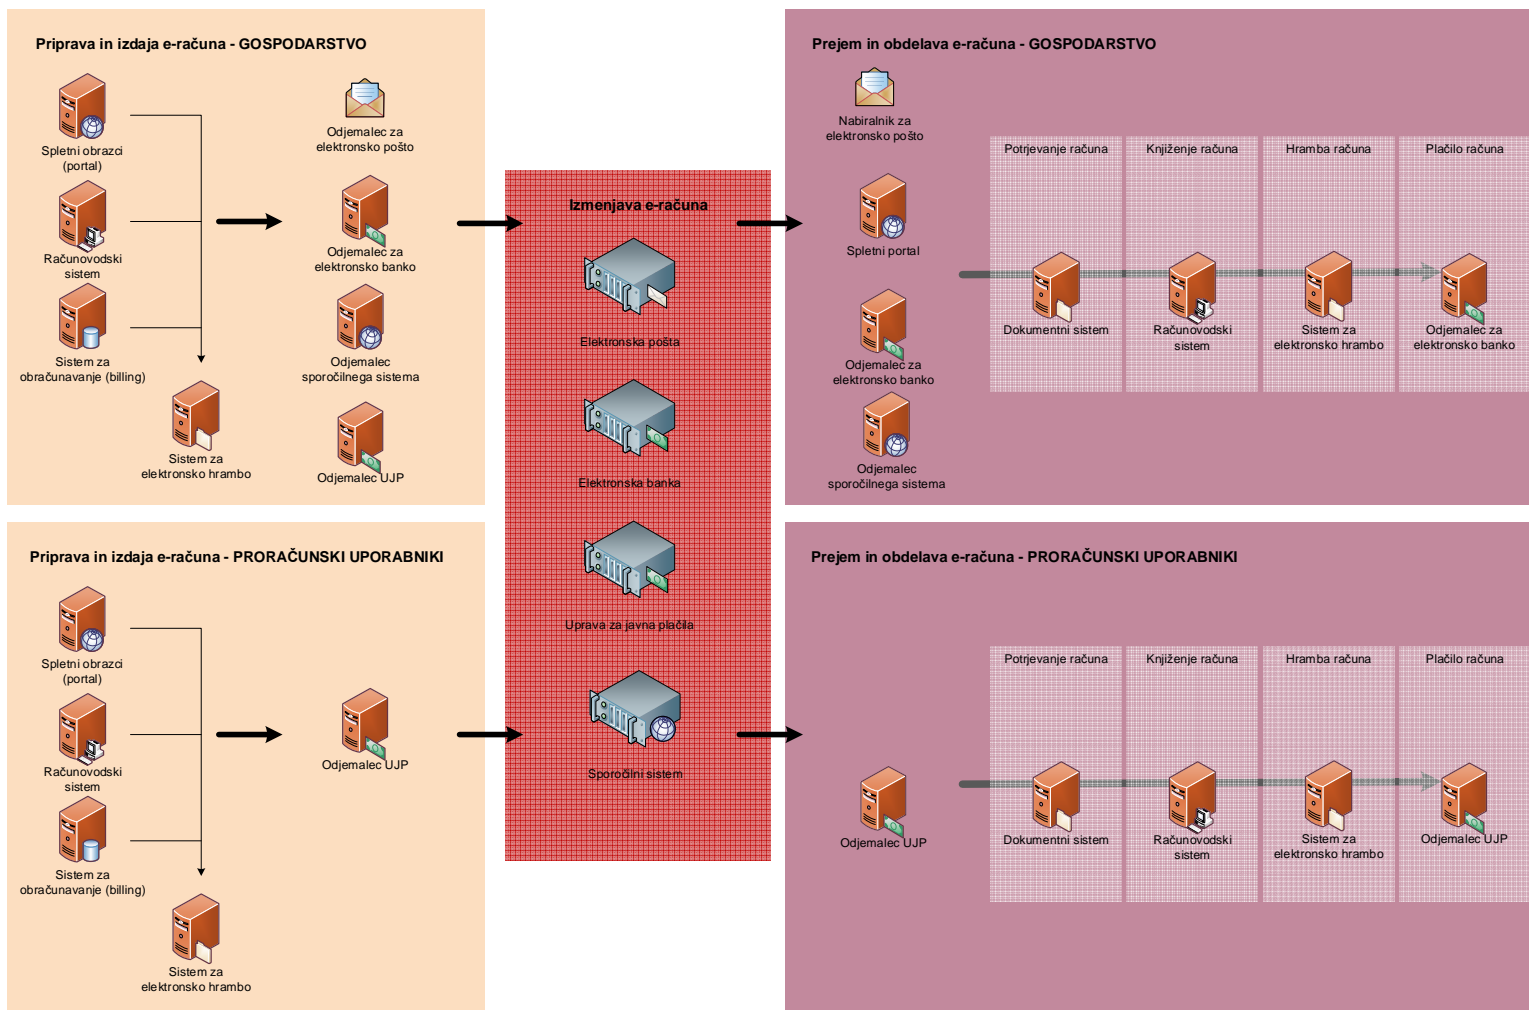 Priprava in izdaja e-računa - GOSPODARSTVO
Spletni obrazci
(portal)
Računovodski
sistem
Sistem za
obračunavanje (billing)
Sistem za
elektronsko hrambo
Odjemalec za
elektronsko pošto
Odjemalec za
elektronsko banko
Odjemalec
sporočilnega sistema
Odjemalec UJP
Priprava in izdaja e-računa - PRORAČUNSKI UPORABNIKI
Spletni obrazci
(portal)
Računovodski
sistem
Sistem za
obračunavanje (billing)
Sistem za
elektronsko hrambo
Odjemalec UJP
Izmenjava e-računa
Elektronska pošta
Elektronska banka
Uprava za javna plačila
Sporočilni sistem
Prejem in obdelava e-računa - GOSPODARSTVO
Nabiralnik za
elektronsko pošto
Spletni portal
Odjemalec za
elektronsko banko
Odjemalec
sporočilnega sistema
Potrjevanje računa
Dokumentni sistem
Knjiženje računa
Računovodski
sistem
Hramba računa
Sistem za
elektronsko hrambo
Plačilo računa
Odjemalec za
elektronsko banko
Prejem in obdelava e-računa - PRORAČUNSKI UPORABNIKI
Odjemalec UJP
Potrjevanje računa
Dokumentni sistem
Knjiženje računa
Računovodski
sistem
Hramba računa
Sistem za
elektronsko hrambo
Plačilo računa
Odjemalec UJP